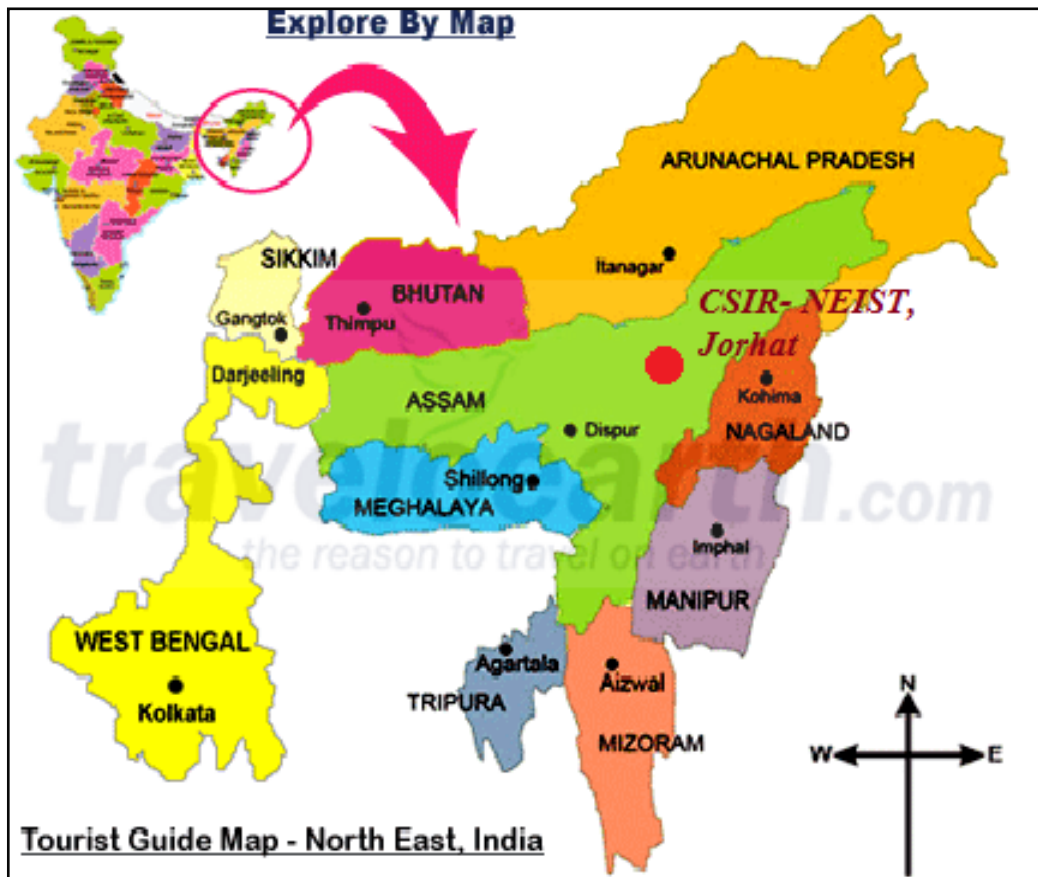 Explore By Map
ARUNACHAL PRADESH
SIKKIM
Itanagar
BHUTAN
CSIR- NEIST,
Jorhat
Gangtok
Thimpu
Darjeeling
Kohima
ASSAM
Dispur
NAGALAND
Shillong
MEGHALAYA
travelsearth.com
the reason to travel on earth
Imphal
MANIPUR
WEST BENGAL
Agartala
Aizwal
Kolkata
TRIPURA
MIZORAM
N
W
E
Tourist Guide Map - North East, India